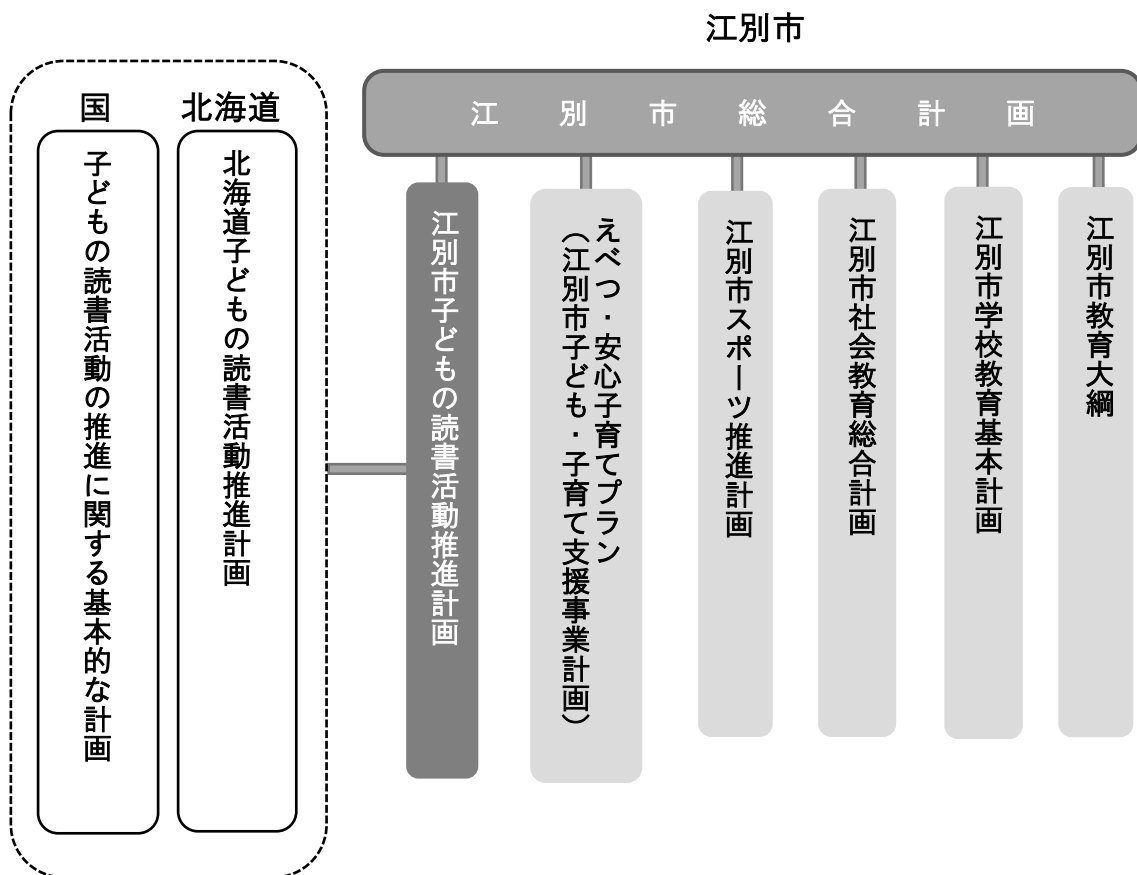 江別市
国
北海道
江別市総合計画
子どもの読書活動の推進に関する基本的な計画
北海道子どもの読書活動推進計画
江別市子どもの読書活動推進計画
えべつ・安心子育てプラン
（江別市子ども・子育て支援事業計画）
江別市スポーツ推進計画
江別市社会教育総合計画
江別市学校教育基本計画
江別市教育大綱